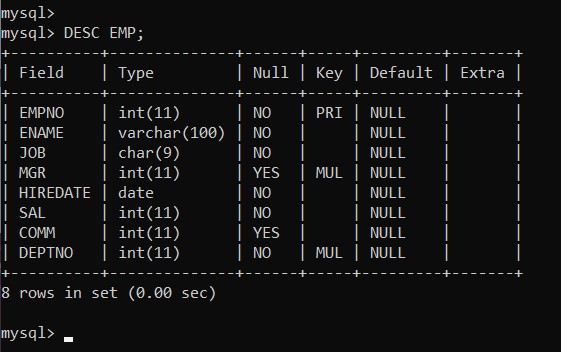 mysql>
mysql>
mysql> DESC EMP;
+----------+--------------+------+-----+---------+-------+
| Field    | Type         | Null | Key | Default | Extra |
+----------+--------------+------+-----+---------+-------+
| EMPNO    | int(11)      | NO   | PRI | NULL    |       |
| ENAME    | varchar(100) | NO   |     | NULL    |       |
| JOB      | char(9)      | NO   |     | NULL    |       |
| MGR      | int(11)      | YES  | MUL | NULL    |       |
| HIREDATE | date         | NO   |     | NULL    |       |
| SAL      | int(11)      | NO   |     | NULL    |       |
| COMM     | int(11)      | YES  |     | NULL    |       |
| DEPTNO   | int(11)      | NO   | MUL | NULL    |       |
+----------+--------------+------+-----+---------+-------+
8 rows in set (0.00 sec)
mysql>